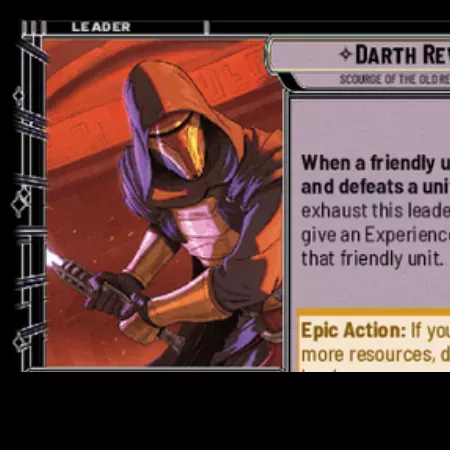 LEADER
✧DARTH REV
SCOURGE OF THE OLD RE
When a friendly u
and defeats a uni
exhaust this leade
give an Experience
that friendly unit.
Epic Action: If you
more resources, d